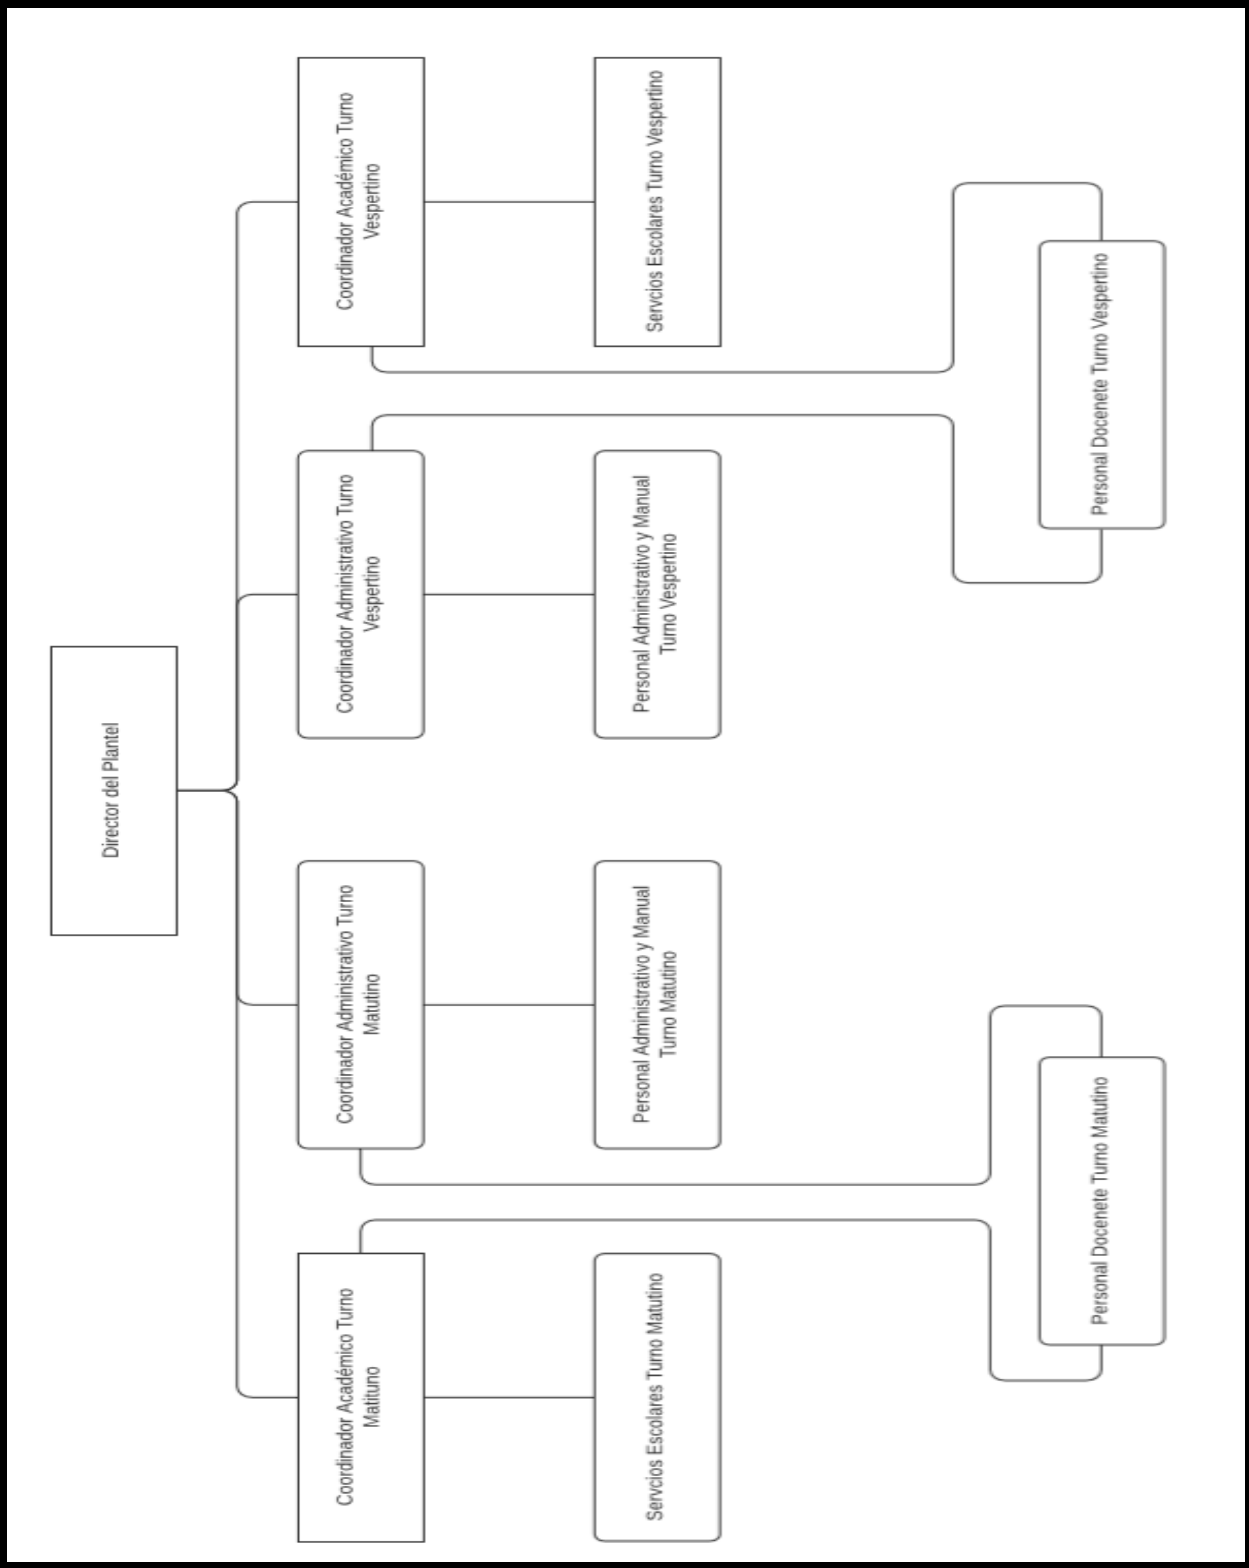 Director del Plantel
Coordinador Académico Turno
Matituno
Coordinador Administrativo Turno
Matutino
Coordinador Administrativo Turno
Vespertino
Coordinador Académico Turno
Vespertino
Servcios Escolares Turno Matutino
Personal Administrativo y Manual
Turno Matutino
Personal Administrativo y Manual
Turno Vespertino
Servcios Escolares Turno Vespertino
Personal Docenete Turno Matutino
Personal Docenete Turno Vespertino